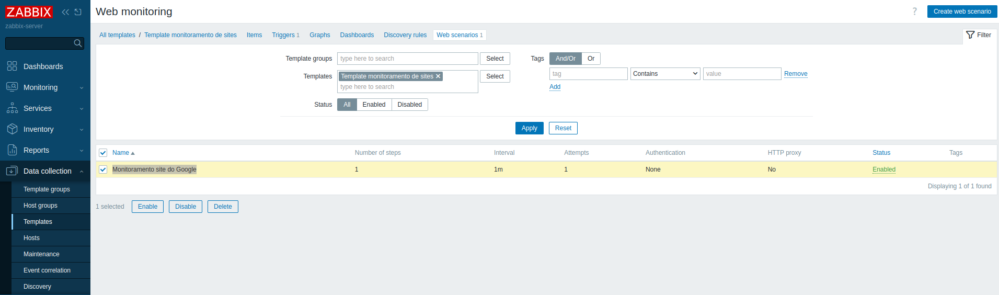 ZABBIX
zabbix-server
Dashboards
Monitoring
Services
Inventory
Reports
Data collection
Template groups
Host groups
Templates
Hosts
Maintenance
Event correlation
Discovery
Web monitoring
?
Create web scenario
All templates / Template monitoramento de sites Items Triggers 1 Graphs Dashboards Discovery rules Web scenarios 1
Filter
Template groups type here to search Select
Templates Template monitoramento de sites Select
type here to search
Status All Enabled Disabled
Tags And/Or Or
tag Contains value Remove
Add
Apply Reset
Name Number of steps Interval Attempts Authentication HTTP proxy Status Tags
Monitoramento site do Google 1 1m 1 None No Enabled
Displaying 1 of 1 found
1 selected Enable Disable Delete